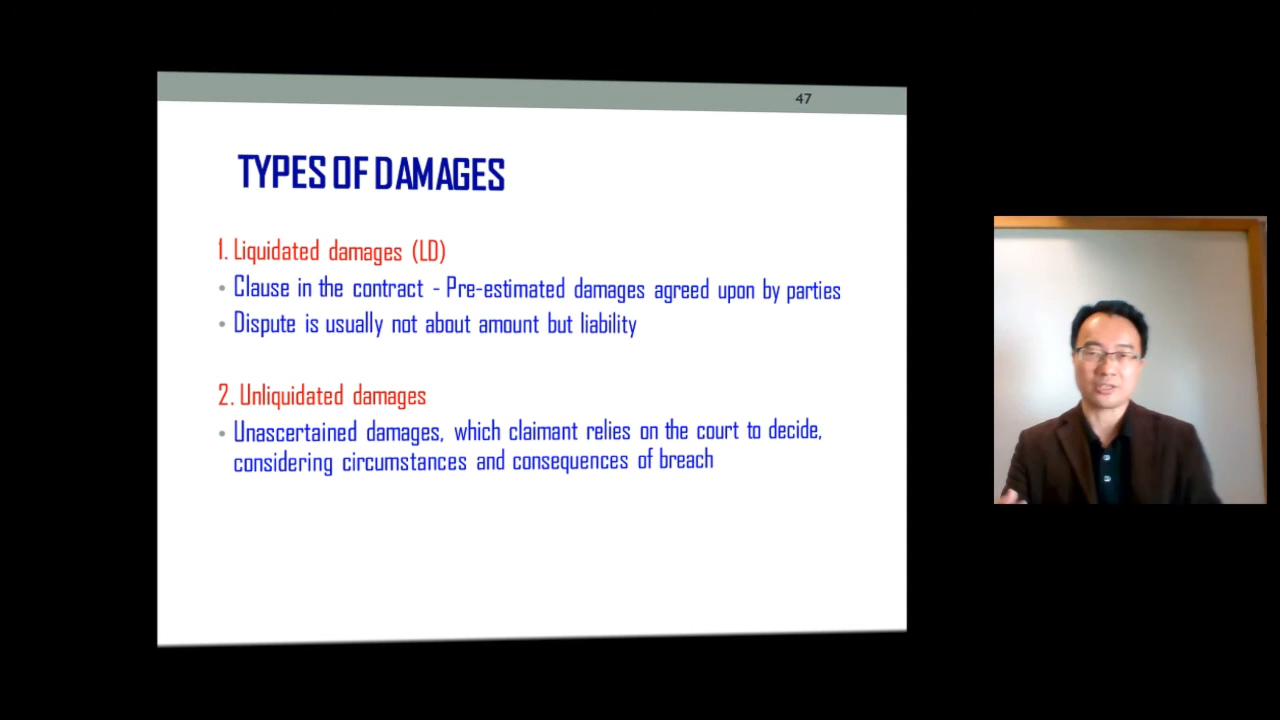 47
TYPES OF DAMAGES
1. Liquidated damages (LD)
• Clause in the contract - Pre-estimated damages agreed upon by parties
• Dispute is usually not about amount but liability
2. Unliquidated damages
• Unascertained damages, which claimant relies on the court to decide,
considering circumstances and consequences of breach